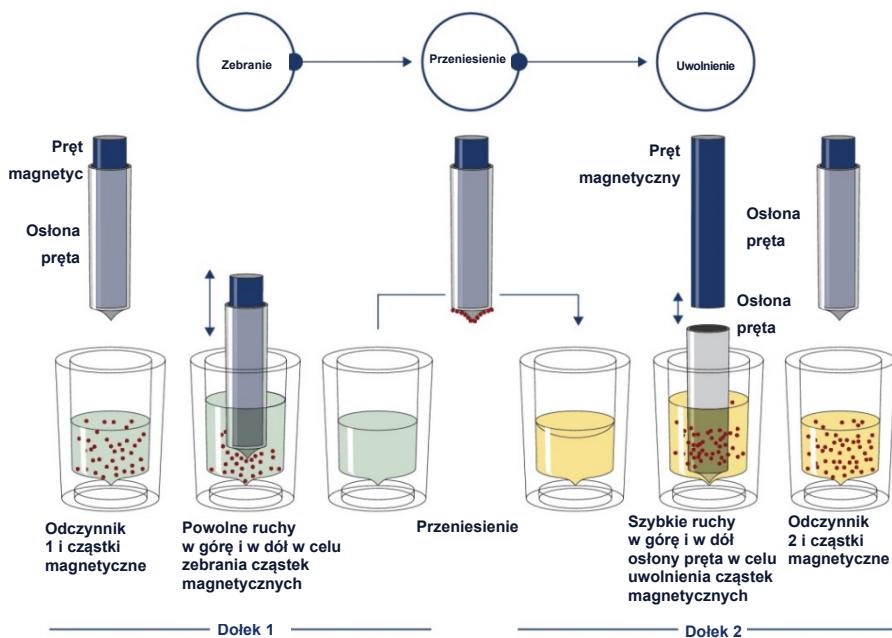 Zebranie
Przeniesienie
Uwolnienie
Pręt
magnetyc
Osłona
pręta
Pręt
magnetyczny
Osłona
pręta
Osłona
pręta
Odczynnik
1 i cząstki
magnetyczne
Powolne ruchy
w górę i w dół w celu
zebrania cząstek
magnetycznych
Przeniesienie
Szybkie ruchy
w górę i w dół
osłony pręta w celu
uwolnienia cząstek
magnetycznych
Odczynnik
2 i cząstki
magnetyczne
Dołek 1
Dołek 2